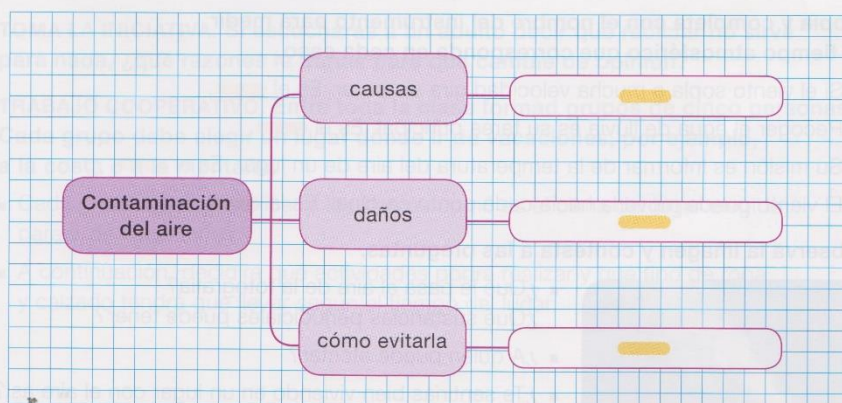 causas
Contaminación
del aire
daños
cómo evitarla